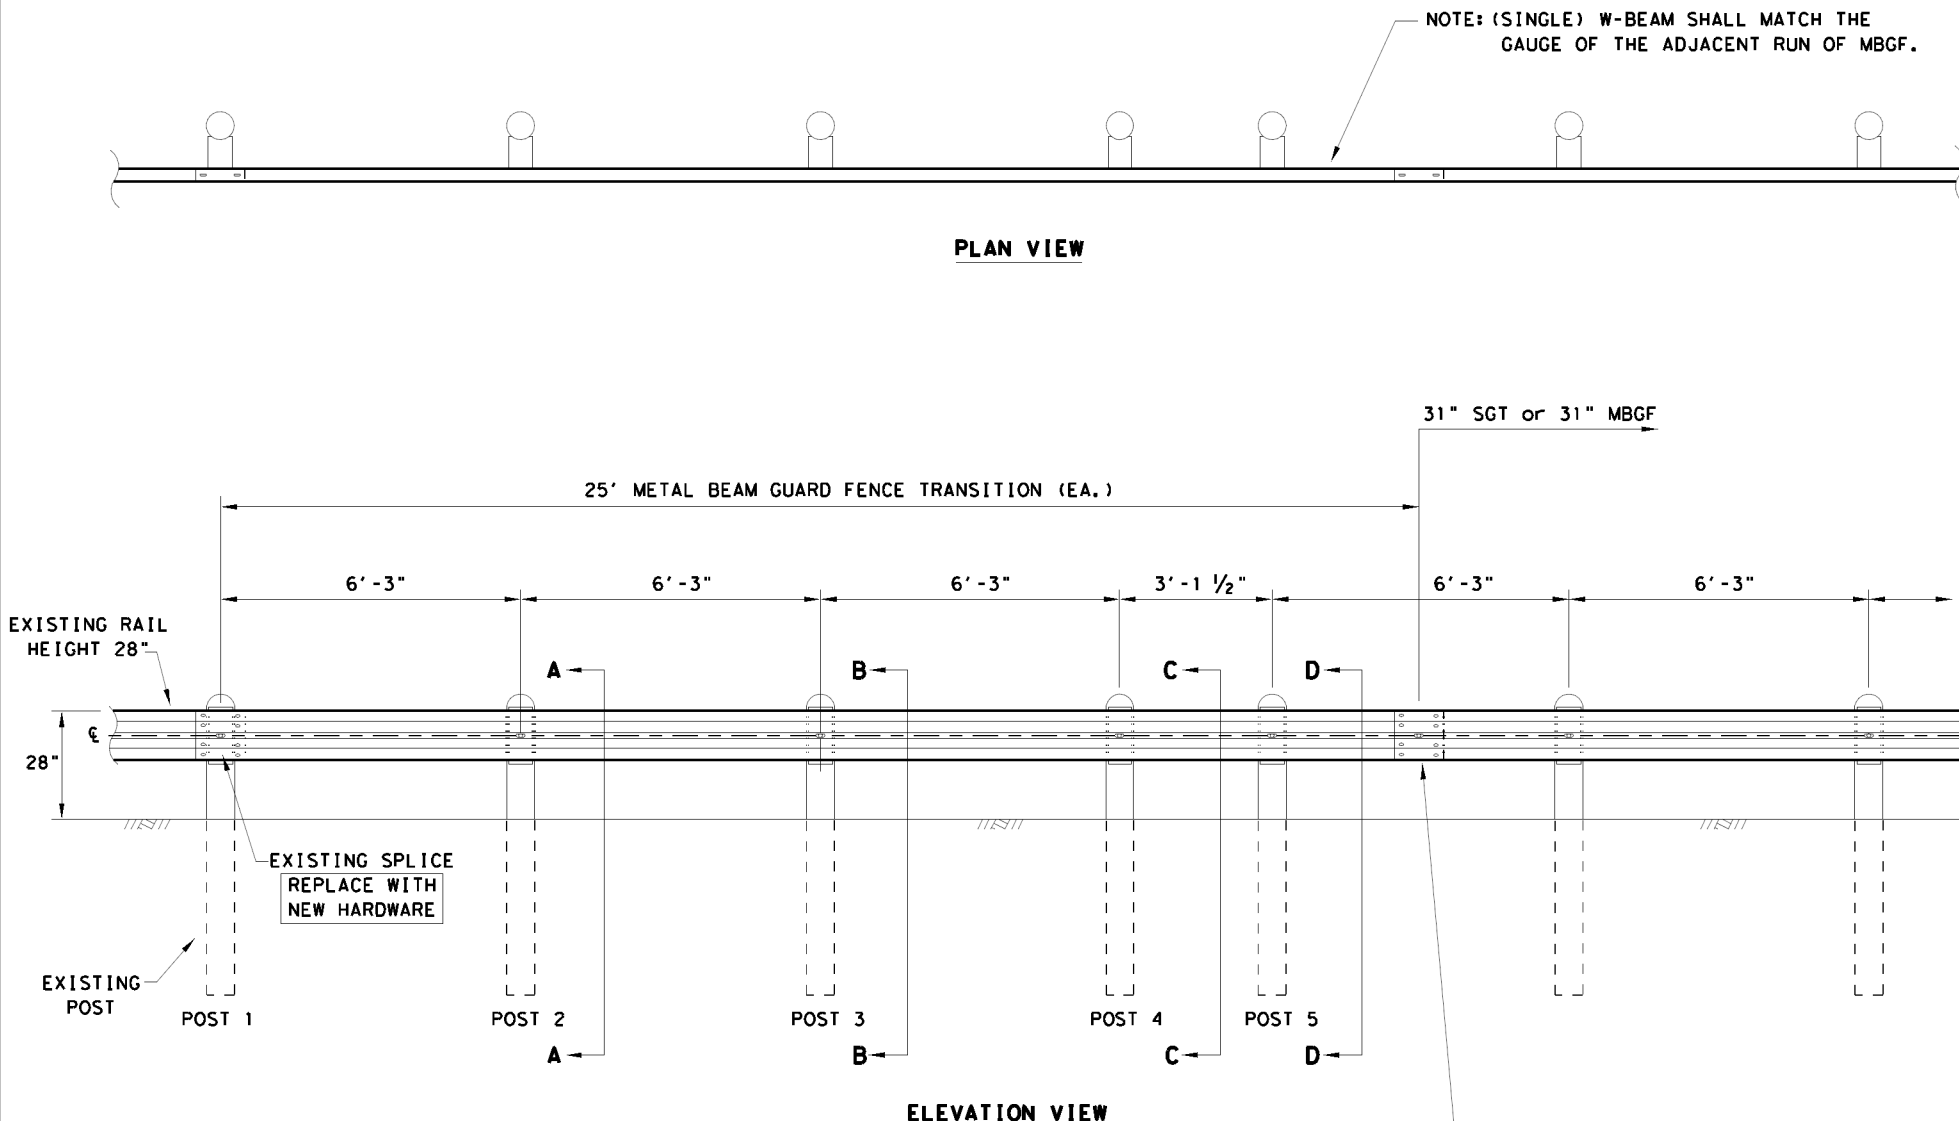 NOTE: (SINGLE) W-BEAM SHALL MATCH THE
GAUGE OF THE ADJACENT RUN OF MBGF.
PLAN VIEW
31" SGT or 31" MBGF
25' METAL BEAM GUARD FENCE TRANSITION (EA.)
6'-3" 6'-3" 6'-3" 3'-1 ½" 6'-3" 6'-3"
EXISTING RAIL
HEIGHT 28"
A B C D
℄
28"
EXISTING SPLICE
REPLACE WITH
NEW HARDWARE
EXISTING
POST
POST 1 POST 2 POST 3 POST 4 POST 5
A B C D
ELEVATION VIEW